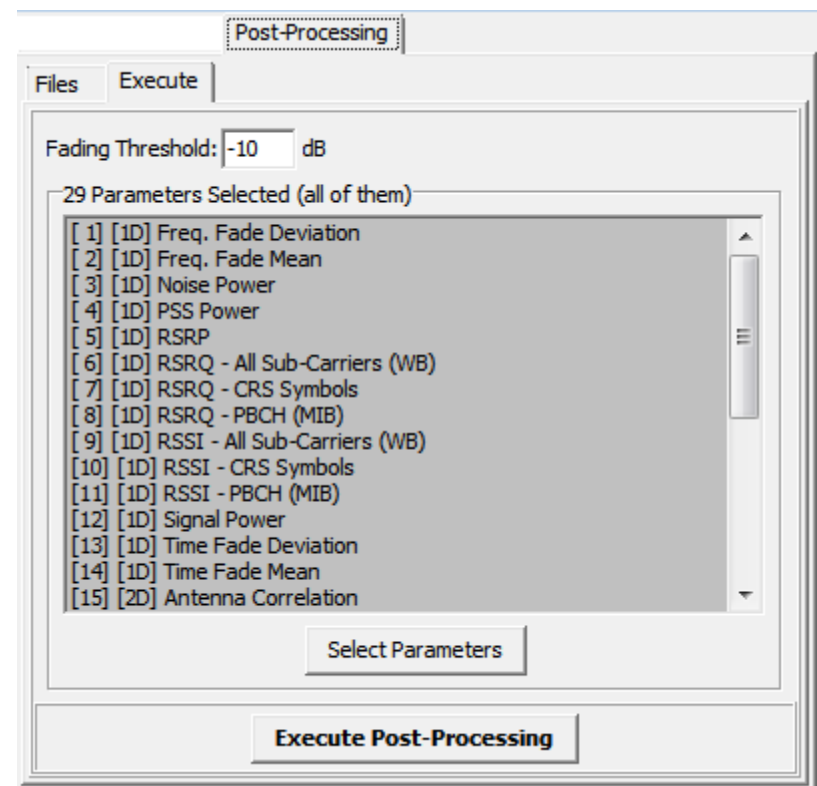 Post-Processing
Files Execute
Fading Threshold: -10 dB
29 Parameters Selected (all of them)
[ 1] [1D] Freq. Fade Deviation
[ 2] [1D] Freq. Fade Mean
[ 3] [1D] Noise Power
[ 4] [1D] PSS Power
[ 5] [1D] RSRP
[ 6] [1D] RSRQ - All Sub-Carriers (WB)
[ 7] [1D] RSRQ - CRS Symbols
[ 8] [1D] RSRQ - PBCH (MIB)
[ 9] [1D] RSSI - All Sub-Carriers (WB)
[10] [1D] RSSI - CRS Symbols
[11] [1D] RSSI - PBCH (MIB)
[12] [1D] Signal Power
[13] [1D] Time Fade Deviation
[14] [1D] Time Fade Mean
[15] [2D] Antenna Correlation
Select Parameters
Execute Post-Processing